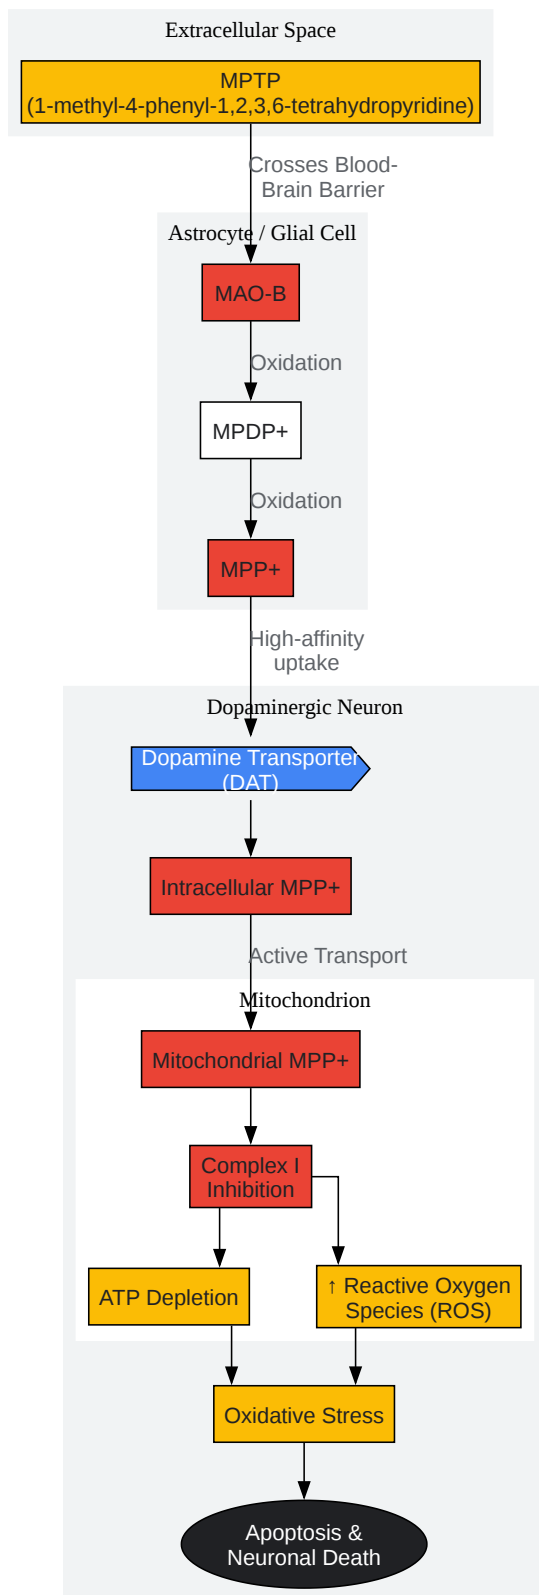 Extracellular Space
MPTP
(1-methyl-4-phenyl-1,2,3,6-tetrahydropyridine)
Crosses Blood-
Brain Barrier
Astrocyte / Glial Cell
MAO-B
Oxidation
MPDP+
Oxidation
MPP+
High-affinity
uptake
Dopaminergic Neuron
Dopamine Transporter
(DAT)
Intracellular MPP+
Active Transport
Mitochondrion
Mitochondrial MPP+
Complex I
Inhibition
ATP Depletion
↑ Reactive Oxygen
Species (ROS)
Oxidative Stress
Apoptosis &
Neuronal Death